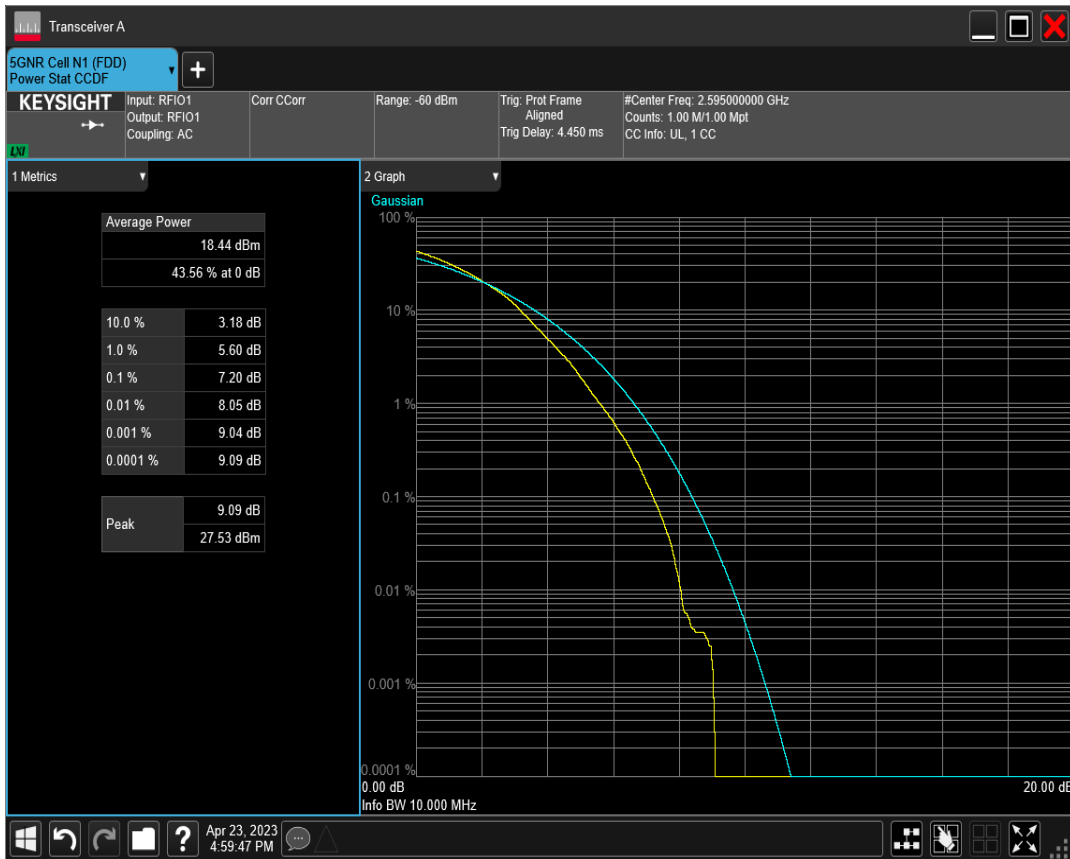 Transceiver A
5GNR Cell N1 (FDD)
Power Stat CCDF
KEYSIGHT
LXI
Input: RFIO1
Output: RFIO1
Coupling: AC
Corr CCorr
Range: -60 dBm
Trig: Prot Frame
Aligned
Trig Delay: 4.450 ms
#Center Freq: 2.595000000 GHz
Counts: 1.00 M/1.00 Mpt
CC Info: UL, 1 CC
1 Metrics
Average Power
18.44 dBm
43.56 % at 0 dB
10.0 % 3.18 dB
1.0 % 5.60 dB
0.1 % 7.20 dB
0.01 % 8.05 dB
0.001 % 9.04 dB
0.0001 % 9.09 dB
Peak
9.09 dB
27.53 dBm
2 Graph
Gaussian
100 %
10 %
1 %
0.1 %
0.01 %
0.001 %
0.0001 %
0.00 dB 20.00 dB
Info BW 10.000 MHz
?
Apr 23, 2023
4:59:47 PM